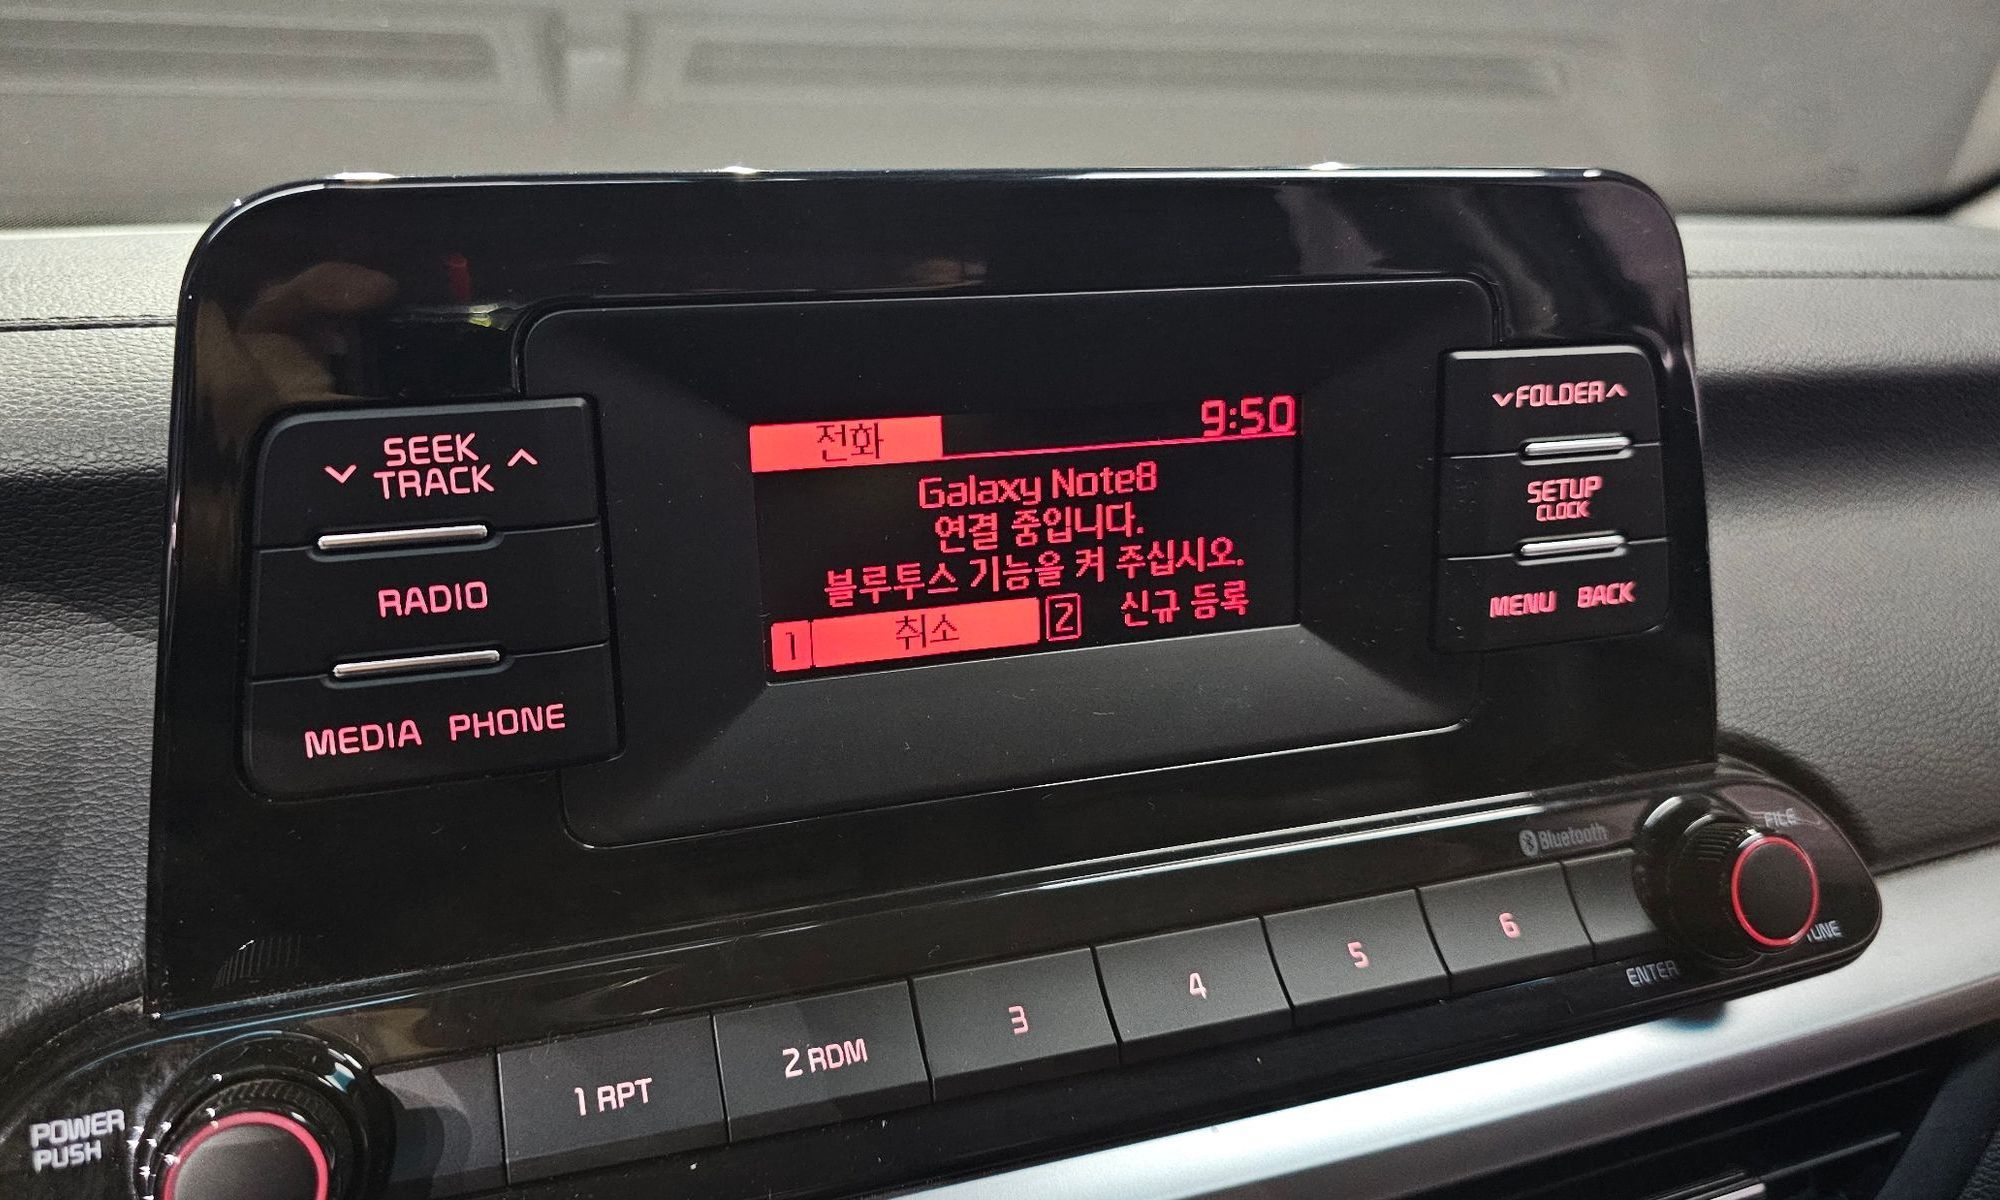 SEEK
TRACK
RADIO
MEDIA PHONE
전화 9:50
Galaxy Note8
연결 중입니다.
블루투스 기능을 켜 주십시오.
1 취소 2 신규 등록
FOLDER
SETUP
CLOCK
MENU BACK
Bluetooth
FILE
TUNE
ENTER
1 RPT
2 RDM
3
4
5
6
POWER
PUSH